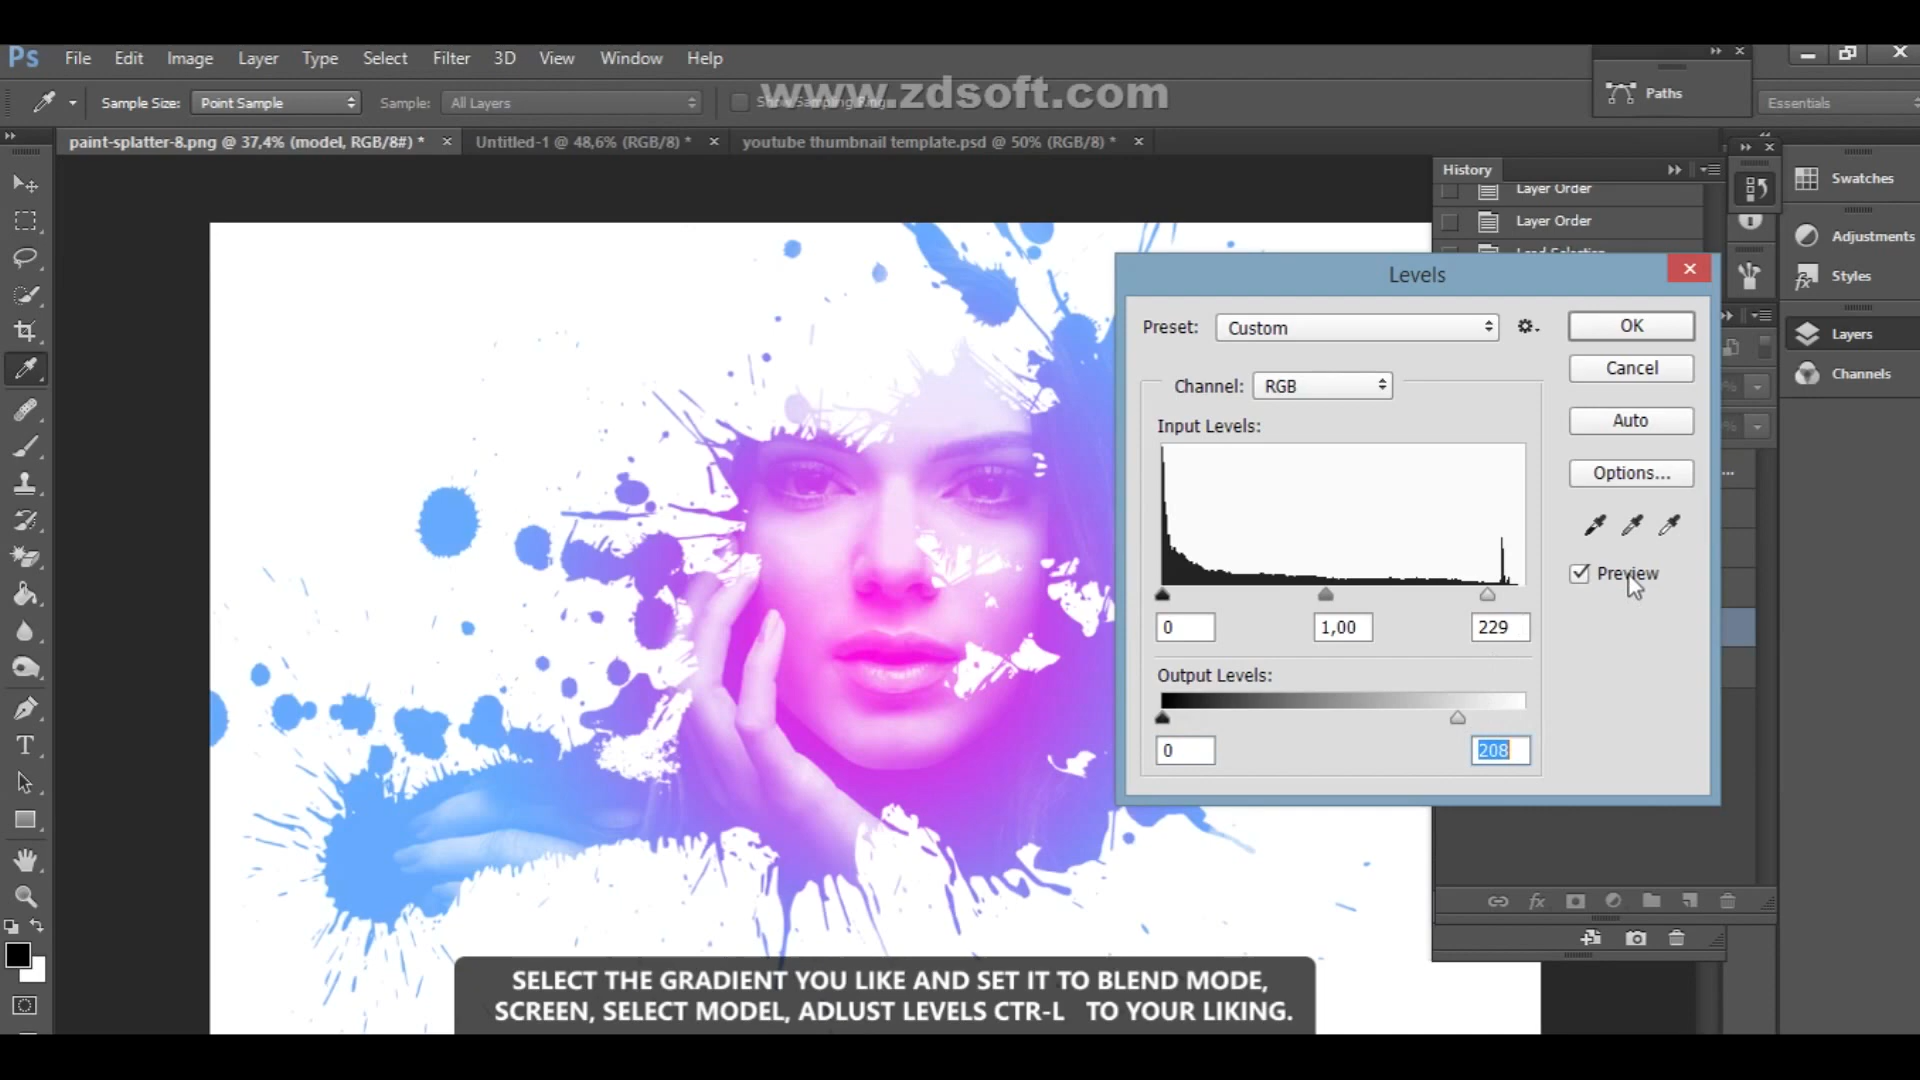 Ps File Edit Image Layer Type Select Filter 3D View Window Help
Paths
Sample Size: Point Sample Sample: All Layers Show Sampling Ring
www.zdsoft.com
Essentials
paint-splatter-8.png @ 37,4% (model, RGB/8#) * × Untitled-1 @ 48,6% (RGB/8) * × youtube thumbnail template.psd @ 50% (RGB/8) * ×
History
Layer Order
Layer Order
Load Selection
Swatches
Adjustments
Styles
Layers
Channels
Levels
Preset: Custom
OK
Cancel
Channel: RGB
Auto
Input Levels:
Options...
Preview
0 1,00 229
Output Levels:
0 208
SELECT THE GRADIENT YOU LIKE AND SET IT TO BLEND MODE,
SCREEN, SELECT MODEL, ADLUST LEVELS CTR-L TO YOUR LIKING.